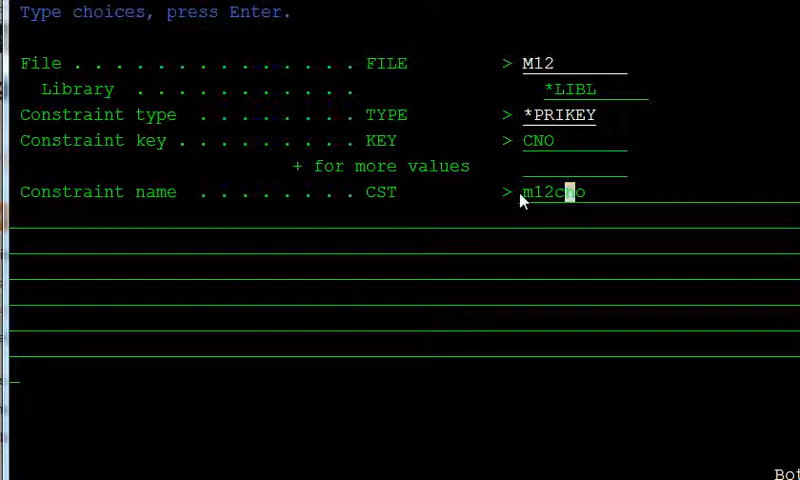 Type choices, press Enter.
File . . . . . . . . . . . . . . FILE > M12
Library . . . . . . . . . . . *LIBL
Constraint type . . . . . . . . TYPE > *PRIKEY
Constraint key . . . . . . . . . KEY > CNO
+ for more values
Constraint name . . . . . . . . CST > m12cno
Bot